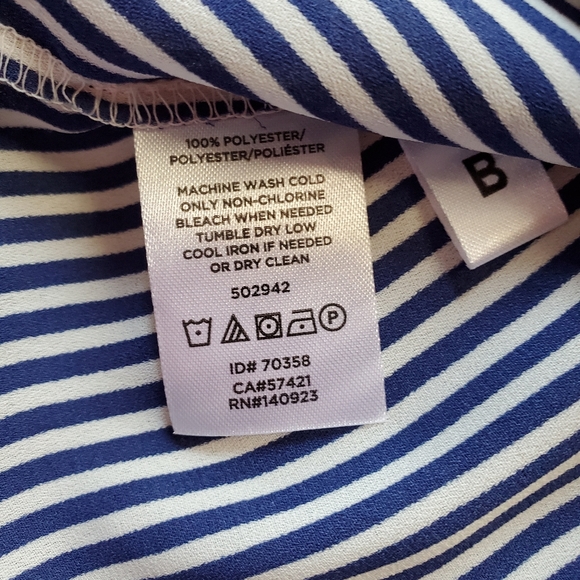 100% POLYESTER/
POLYESTER/POLIÉSTER
MACHINE WASH COLD
ONLY NON-CHLORINE
BLEACH WHEN NEEDED
TUMBLE DRY LOW
COOL IRON IF NEEDED
OR DRY CLEAN
502942
P
ID# 70358
CA#57421
RN#140923
B